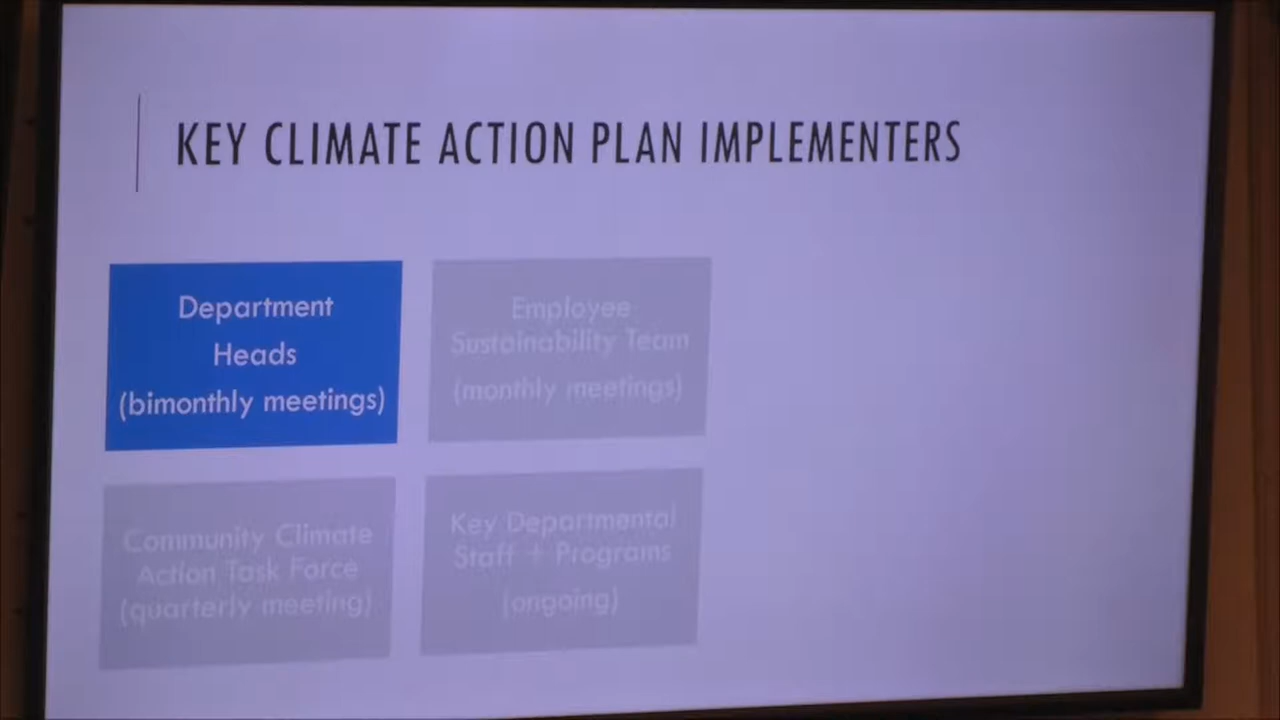 KEY CLIMATE ACTION PLAN IMPLEMENTERS
Department
Heads
(bimonthly meetings)
Employee
Sustainability Team
(monthly meetings)
Community Climate
Action Task Force
(quarterly meeting)
Key Departmental
Staff + Programs
(ongoing)